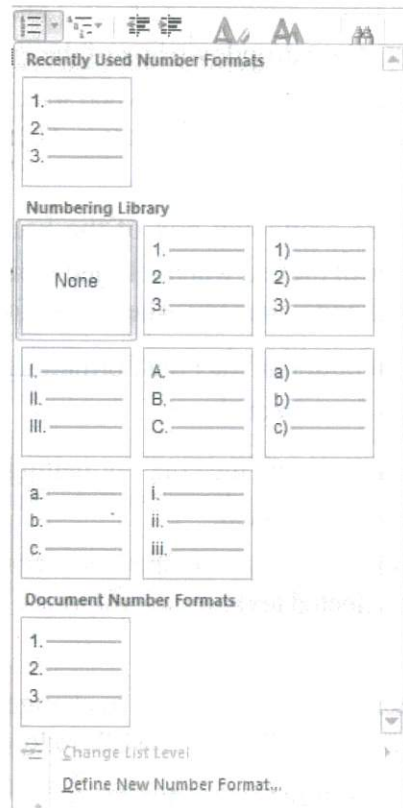 Recently Used Number Formats
1.
2.
3.
Numbering Library
None
1.
2.
3.
1)
2)
3)
I.
II.
III.
A.
B.
C.
a)
b)
c)
a.
b.
c.
i.
ii.
iii.
Document Number Formats
1.
2.
3.
Change List Level
Define New Number Format...